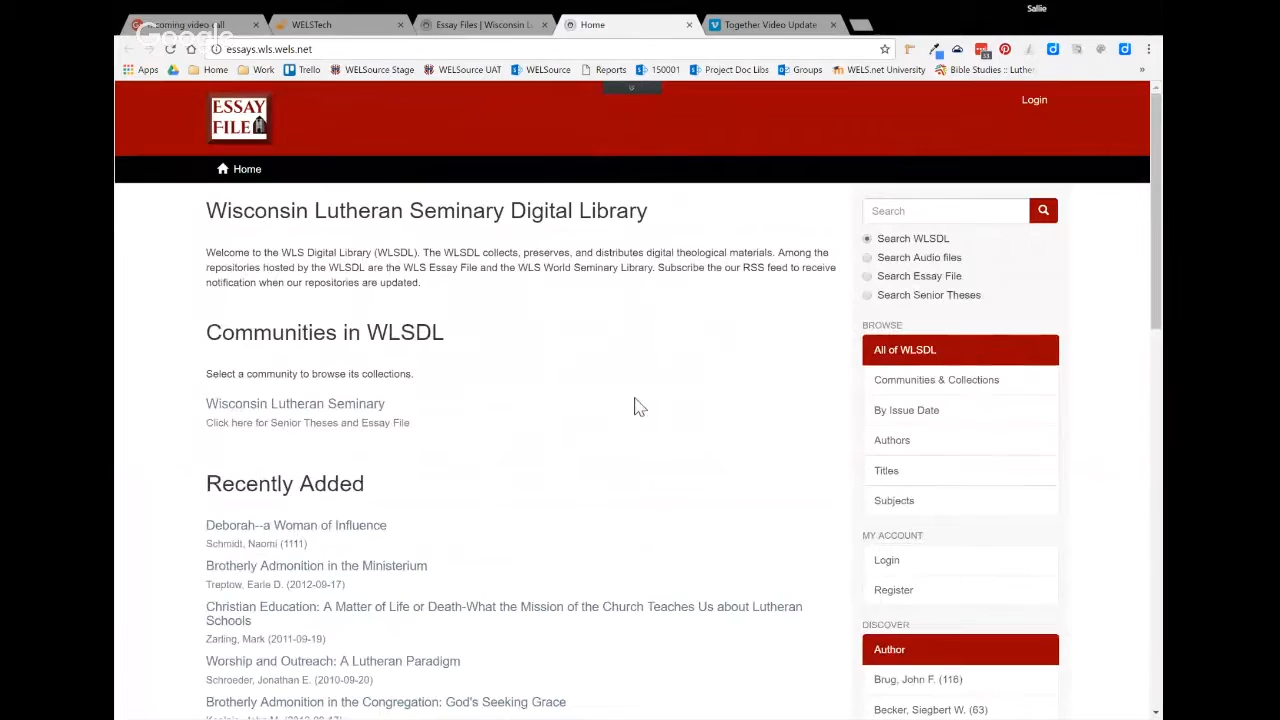 Sallie
coming video call
WELSTech
Essay Files | Wisconsin L
Home
Together Video Update
Google
essays.wls.wels.net
Apps
Home
Work
Trello
WELSource Stage
WELSource UAT
WELSource
Reports
150001
Project Doc Libs
Groups
WELS.net University
Bible Studies :: Luther
ESSAY
FILE
Login
Home
Wisconsin Lutheran Seminary Digital Library
Welcome to the WLS Digital Library (WLSDL). The WLSDL collects, preserves, and distributes digital theological materials. Among the
repositories hosted by the WLSDL are the WLS Essay File and the WLS World Seminary Library. Subscribe the our RSS feed to receive
notification when our repositories are updated.
Communities in WLSDL
Select a community to browse its collections.
Wisconsin Lutheran Seminary
Click here for Senior Theses and Essay File
Recently Added
Deborah--a Woman of Influence
Schmidt, Naomi (1111)
Brotherly Admonition in the Ministerium
Treptow, Earle D. (2012-09-17)
Christian Education: A Matter of Life or Death-What the Mission of the Church Teaches Us about Lutheran
Schools
Zarling, Mark (2011-09-19)
Worship and Outreach: A Lutheran Paradigm
Schroeder, Jonathan E. (2010-09-20)
Brotherly Admonition in the Congregation: God's Seeking Grace
Search
Search WLSDL
Search Audio files
Search Essay File
Search Senior Theses
BROWSE
All of WLSDL
Communities & Collections
By Issue Date
Authors
Titles
Subjects
MY ACCOUNT
Login
Register
DISCOVER
Author
Brug, John F. (116)
Becker, Siegbert W. (63)